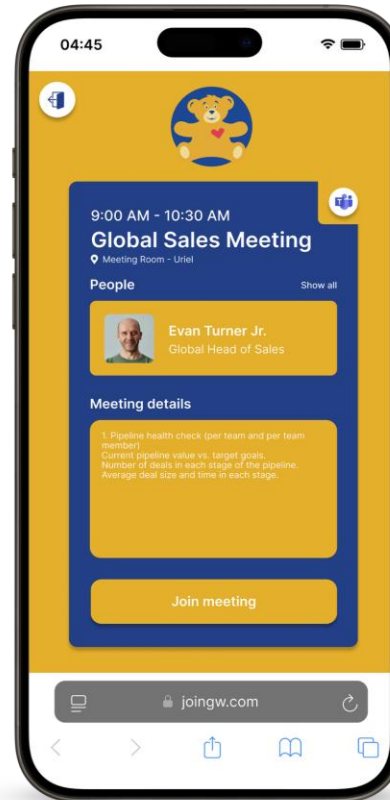 04:45
9:00 AM - 10:30 AM
Global Sales Meeting
Meeting Room - Uriel
People
Show all
Evan Turner Jr.
Global Head of Sales
Meeting details
1. Pipeline health check (per team and per team
member)
Current pipeline value vs. target goals.
Number of deals in each stage of the pipeline.
Average deal size and time in each stage.
Join meeting
joingw.com